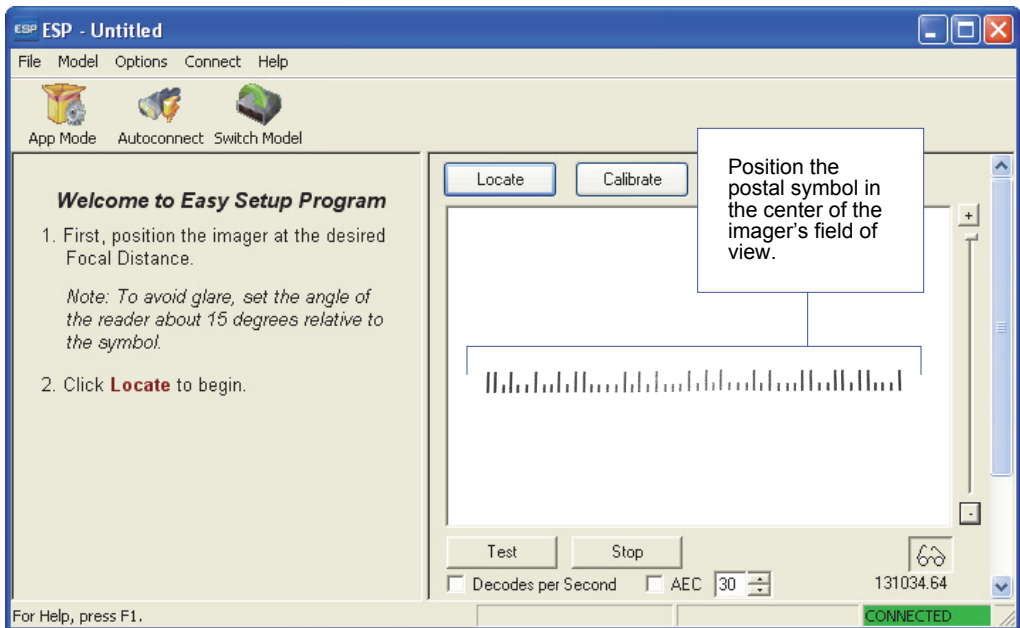 ESP ESP - Untitled
File Model Options Connect Help
App Mode Autoconnect Switch Model
Welcome to Easy Setup Program
1. First, position the imager at the desired
Focal Distance.
Note: To avoid glare, set the angle of
the reader about 15 degrees relative to
the symbol.
2. Click Locate to begin.
Locate Calibrate
Position the
postal symbol in
the center of the
imager's field of
view.
+
-
Test Stop
Decodes per Second AEC 30
131034.64
For Help, press F1.
CONNECTED